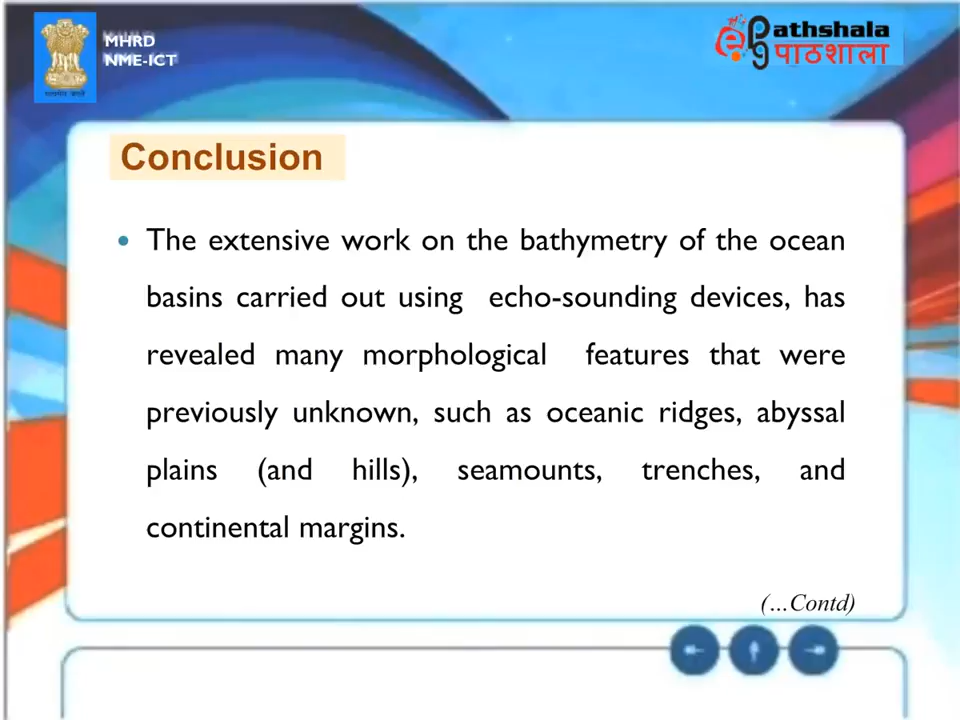 MHRD
NME-ICT
ePG Pathshala
पाठशाला
Conclusion
• The extensive work on the bathymetry of the ocean
basins carried out using echo-sounding devices, has
revealed many morphological features that were
previously unknown, such as oceanic ridges, abyssal
plains (and hills), seamounts, trenches, and
continental margins.
(...Contd)